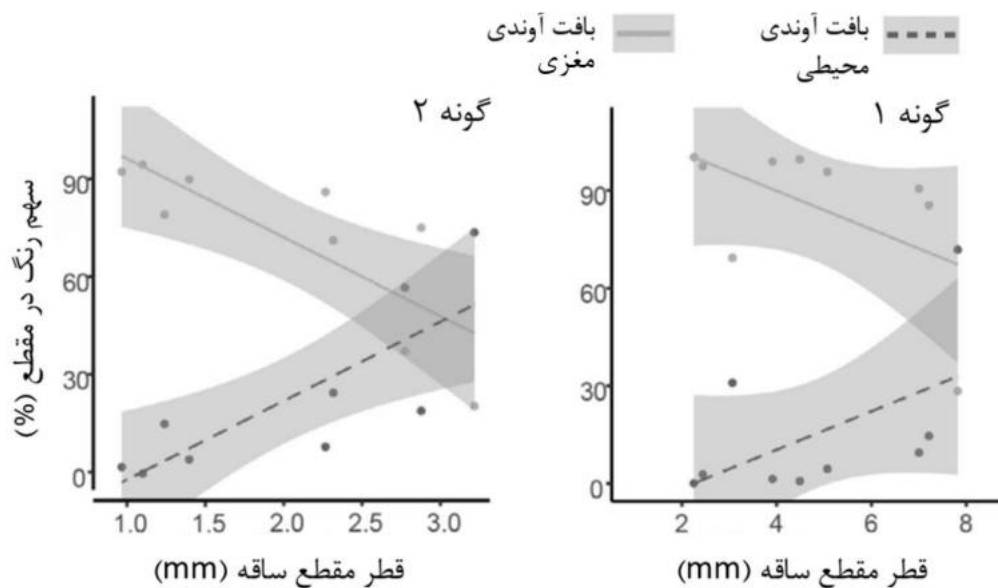 بافت آوندی محیطی
بافت آوندی مغزی
گونه ۱
گونه ۲
سهم رنگ در مقطع (%)
90
60
30
0
1.0 1.5 2.0 2.5 3.0
قطر مقطع ساقه (mm)
90
60
30
0
2 4 6 8
قطر مقطع ساقه (mm)